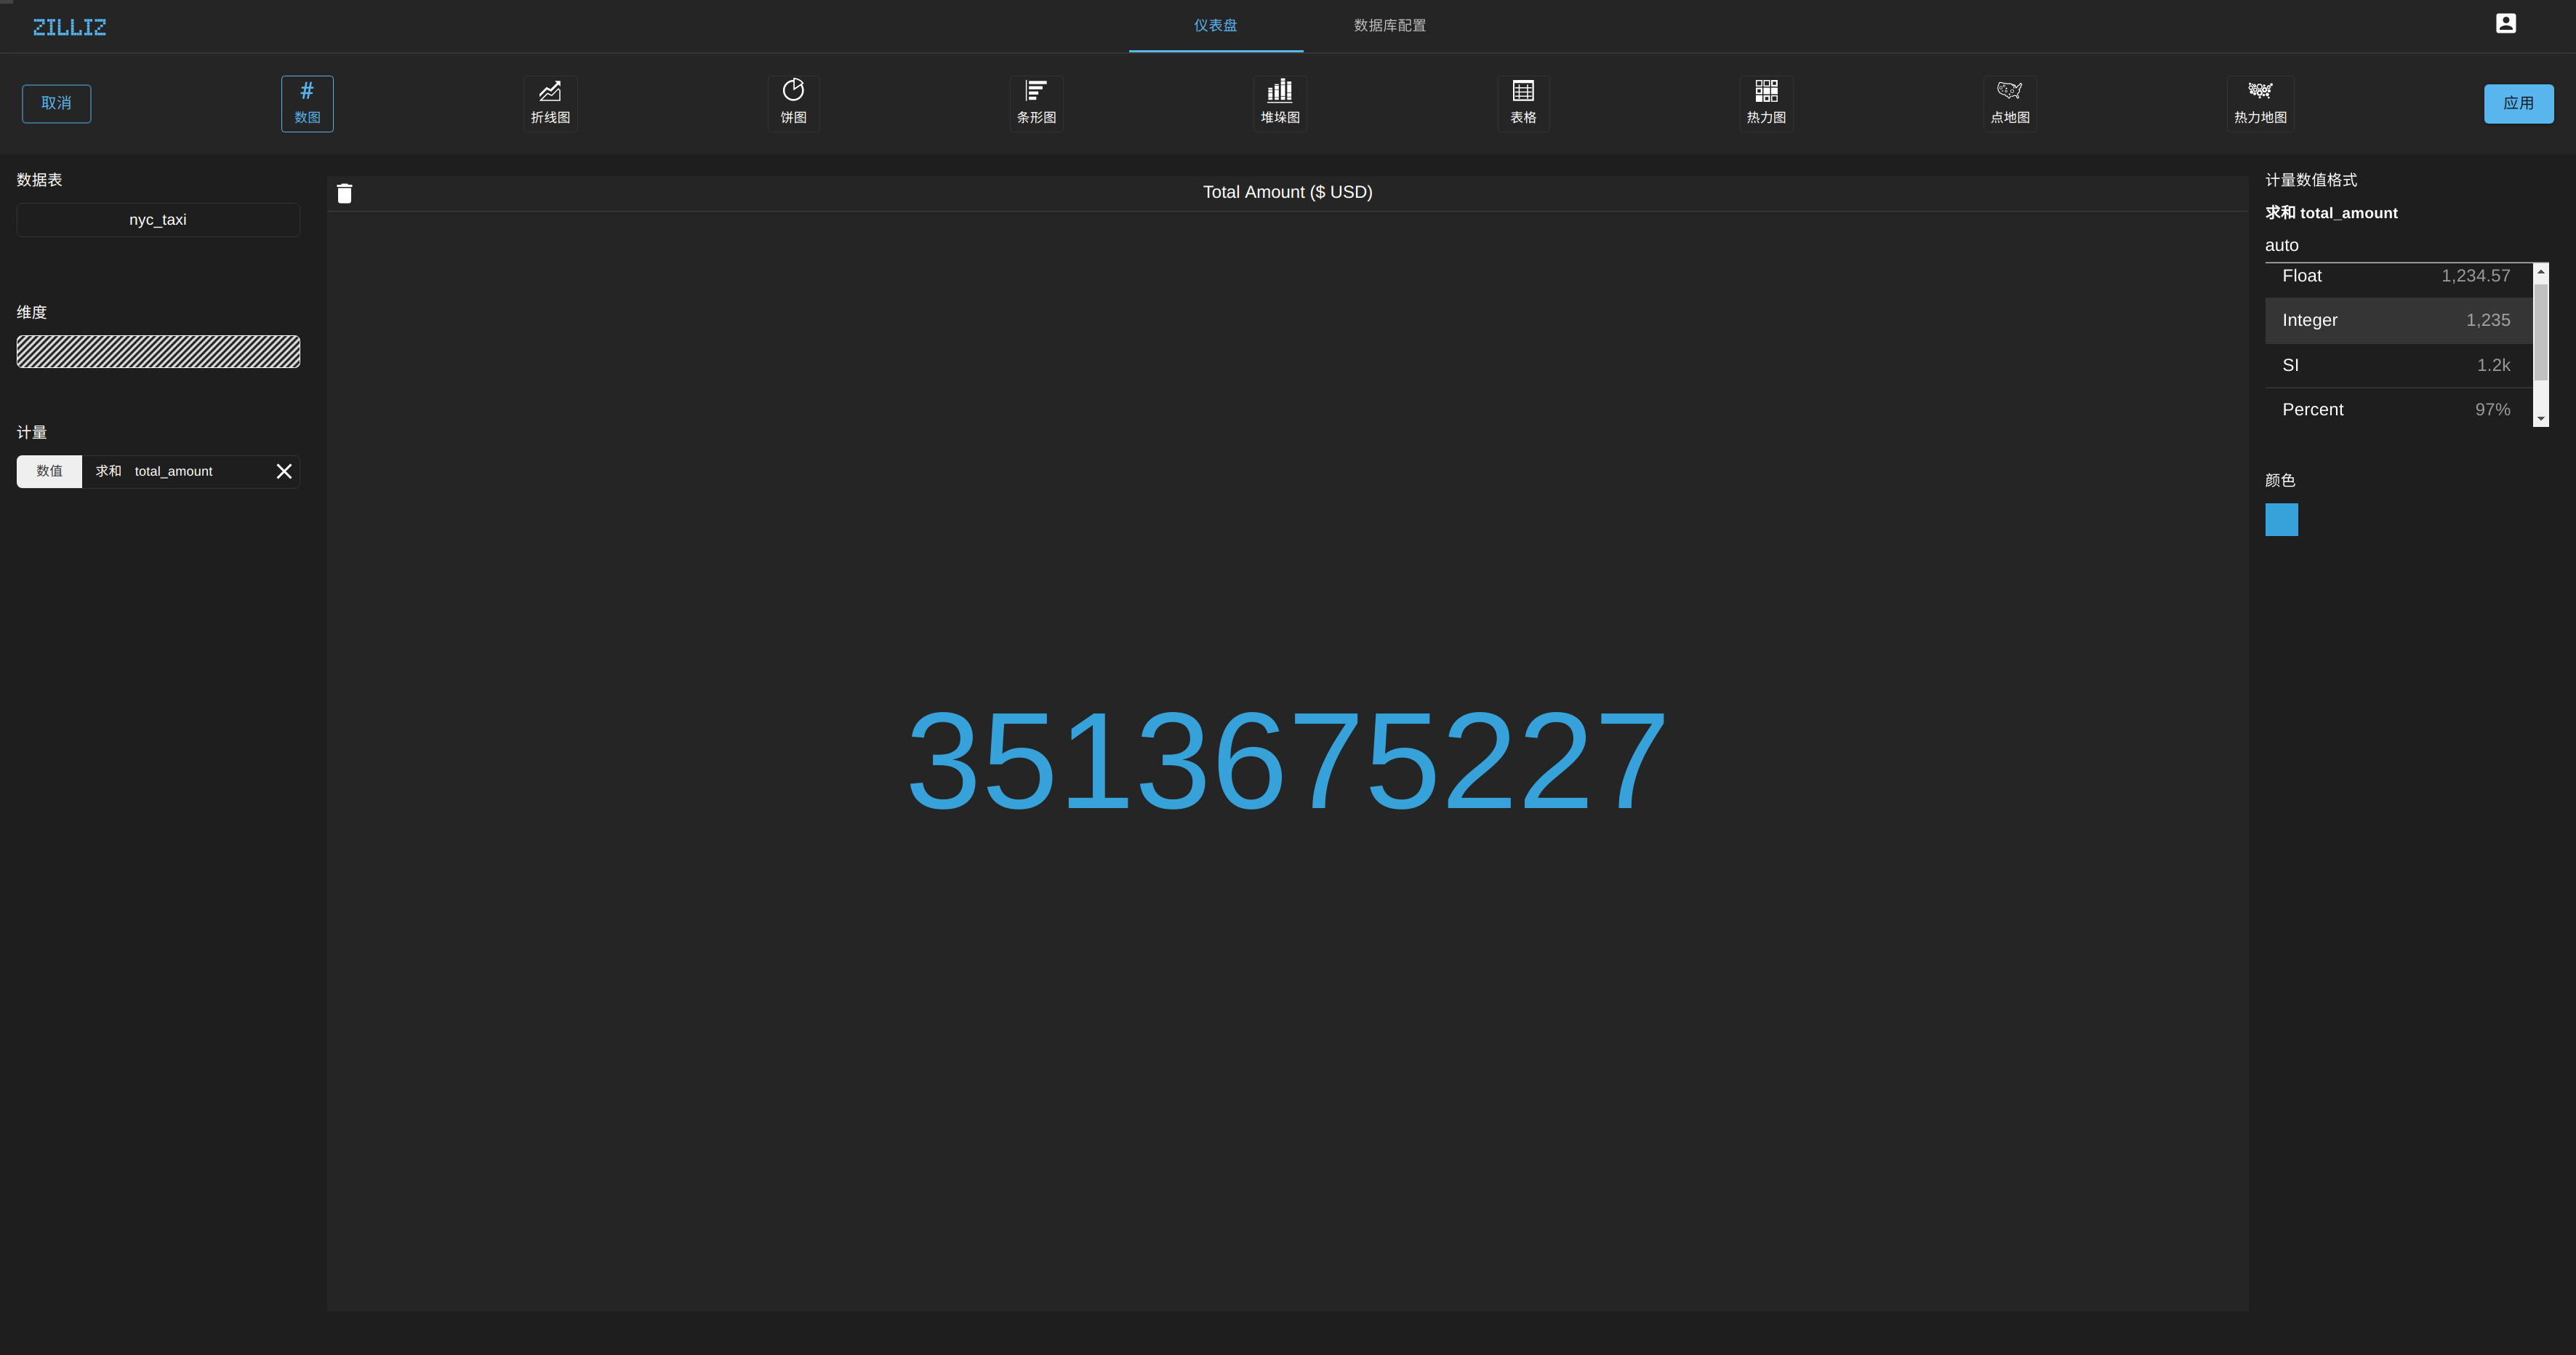 ZILLIZ
仪表盘
数据库配置
取消
数图
折线图
饼图
条形图
堆垛图
表格
热力图
点地图
热力地图
应用
数据表
nyc_taxi
维度
计量
数值 求和 total_amount
Total Amount ($ USD)
3513675227
计量数值格式
求和 total_amount
auto
Float 1,234.57
Integer 1,235
SI 1.2k
Percent 97%
颜色